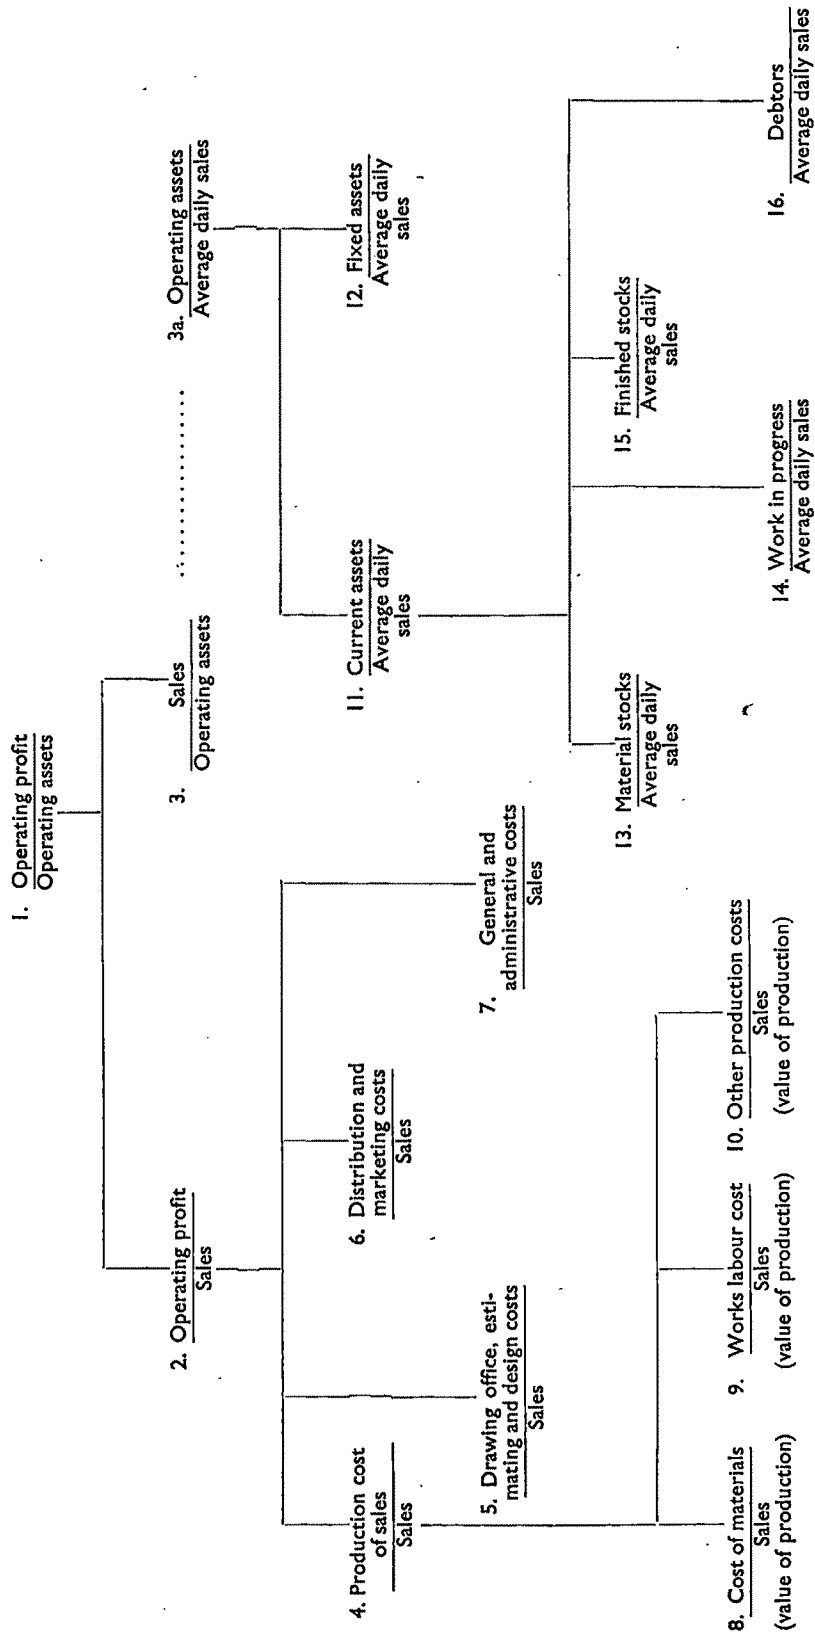 1. Operating profit
Operating assets
2. Operating profit
Sales
3. Sales
Operating assets
..............
3a. Operating assets
Average daily sales
4. Production cost
of sales
Sales
5. Drawing office, esti-
mating and design costs
Sales
6. Distribution and
marketing costs
Sales
7. General and
administrative costs
Sales
8. Cost of materials
Sales
(value of production)
9. Works labour cost
Sales
(value of production)
10. Other production costs
Sales
(value of production)
11. Current assets
Average daily
sales
12. Fixed assets
Average daily
sales
13. Material stocks
Average daily
sales
14. Work in progress
Average daily sales
15. Finished stocks
Average daily
sales
16. Debtors
Average daily sales